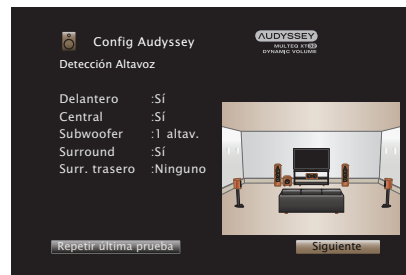 Config Audyssey
AUDYSSEY
MULTEQ XT32
DYNAMIC VOLUME
Detección Altavoz
Delantero :Sí
Central :Sí
Subwoofer :1 altav.
Surround :Sí
Surr. trasero :Ninguno
Repetir última prueba
Siguiente